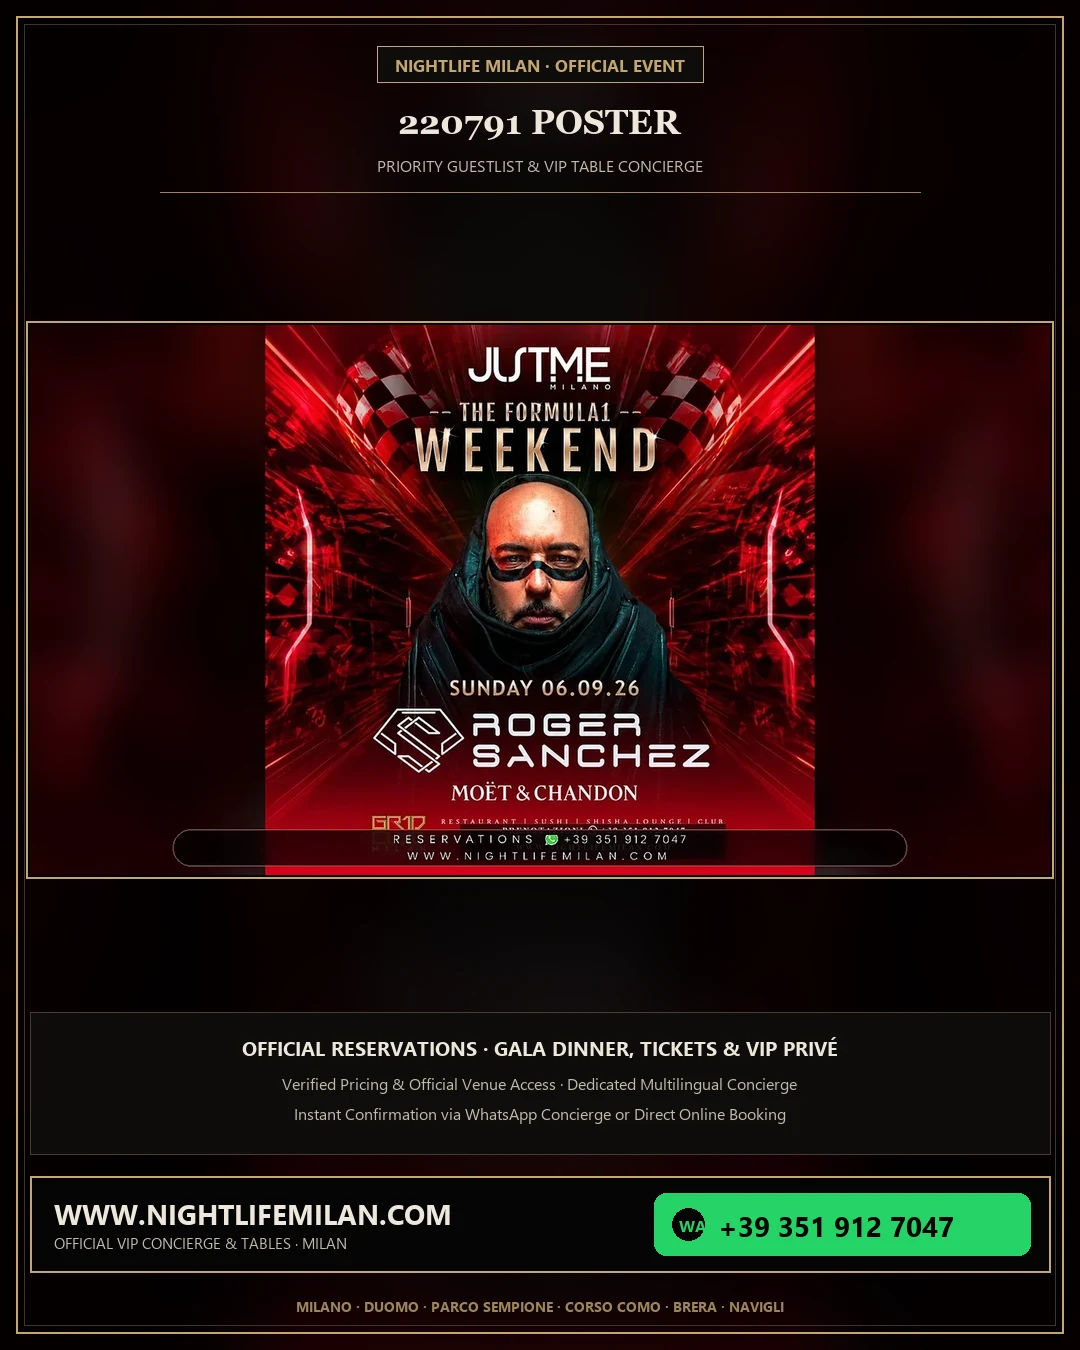 NIGHTLIFE MILAN · OFFICIAL EVENT
220791 POSTER
PRIORITY GUESTLIST & VIP TABLE CONCIERGE
JUSTME
MILANO
THE FORMULA1
WEEKEND
SUNDAY 06.09.26
ROGER
SANCHEZ
MOËT & CHANDON
RESTAURANT | SUSHI | SHISHA LOUNGE | CLUB
RESERVATIONS +39 351 912 7047
WWW.NIGHTLIFEMILAN.COM
OFFICIAL RESERVATIONS · GALA DINNER, TICKETS & VIP PRIVÉ
Verified Pricing & Official Venue Access · Dedicated Multilingual Concierge
Instant Confirmation via WhatsApp Concierge or Direct Online Booking
WWW.NIGHTLIFEMILAN.COM
OFFICIAL VIP CONCIERGE & TABLES · MILAN
WA +39 351 912 7047
MILANO · DUOMO · PARCO SEMPIONE · CORSO COMO · BRERA · NAVIGLI